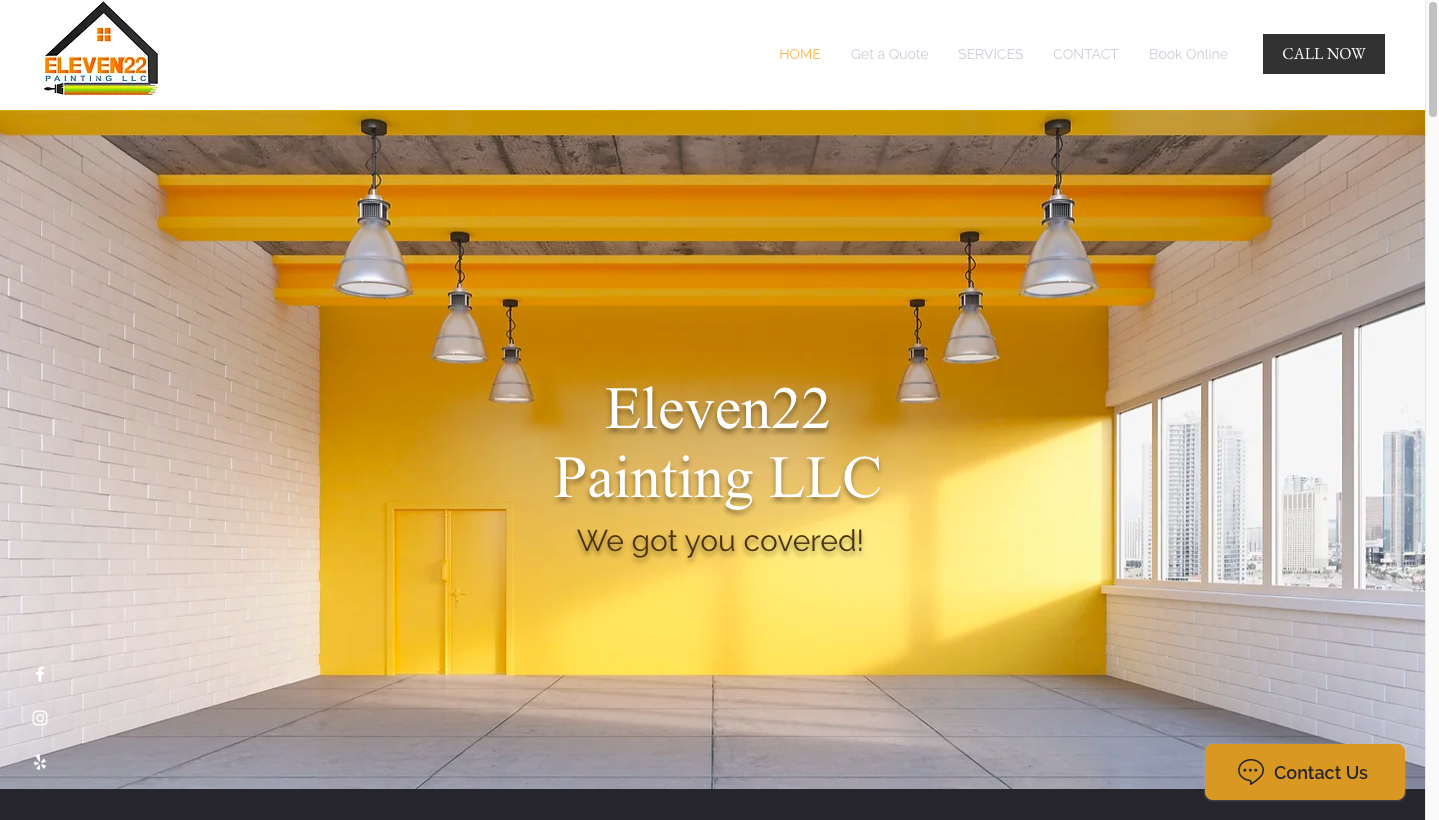 ELEVEN22
PAINTING LLC
HOME
Get a Quote
SERVICES
CONTACT
Book Online
CALL NOW
Eleven22
Painting LLC
We got you covered!
Contact Us